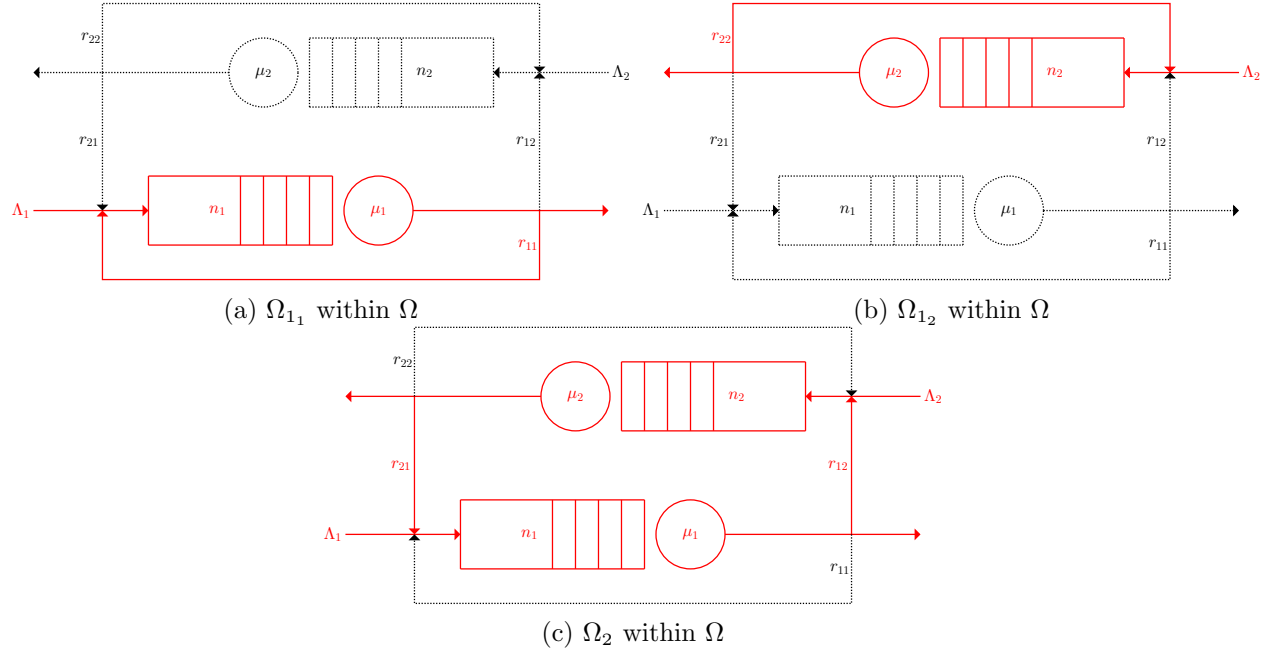 r₂₂
μ₂
n₂
Λ₂
r₂₁
r₁₂
Λ₁
n₁
μ₁
r₁₁
(a) Ω₁₁ within Ω
r₂₂
μ₂
n₂
Λ₂
r₂₁
r₁₂
Λ₁
n₁
μ₁
r₁₁
(b) Ω₁₂ within Ω
r₂₂
μ₂
n₂
Λ₂
r₂₁
r₁₂
Λ₁
n₁
μ₁
r₁₁
(c) Ω₂ within Ω